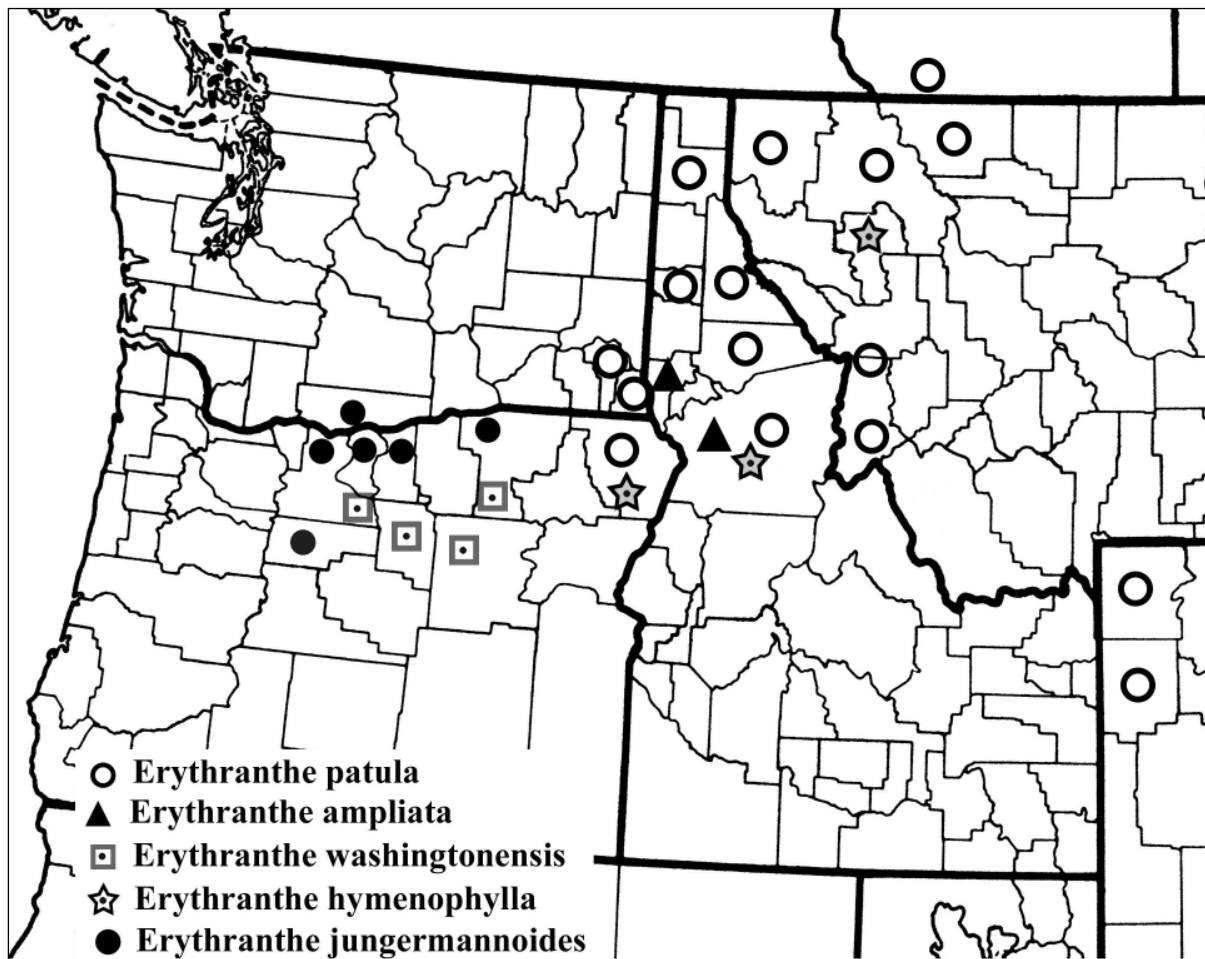 Erythranthe patula
Erythranthe ampliata
Erythranthe washingtonensis
Erythranthe hymenophylla
Erythranthe jungermannoides